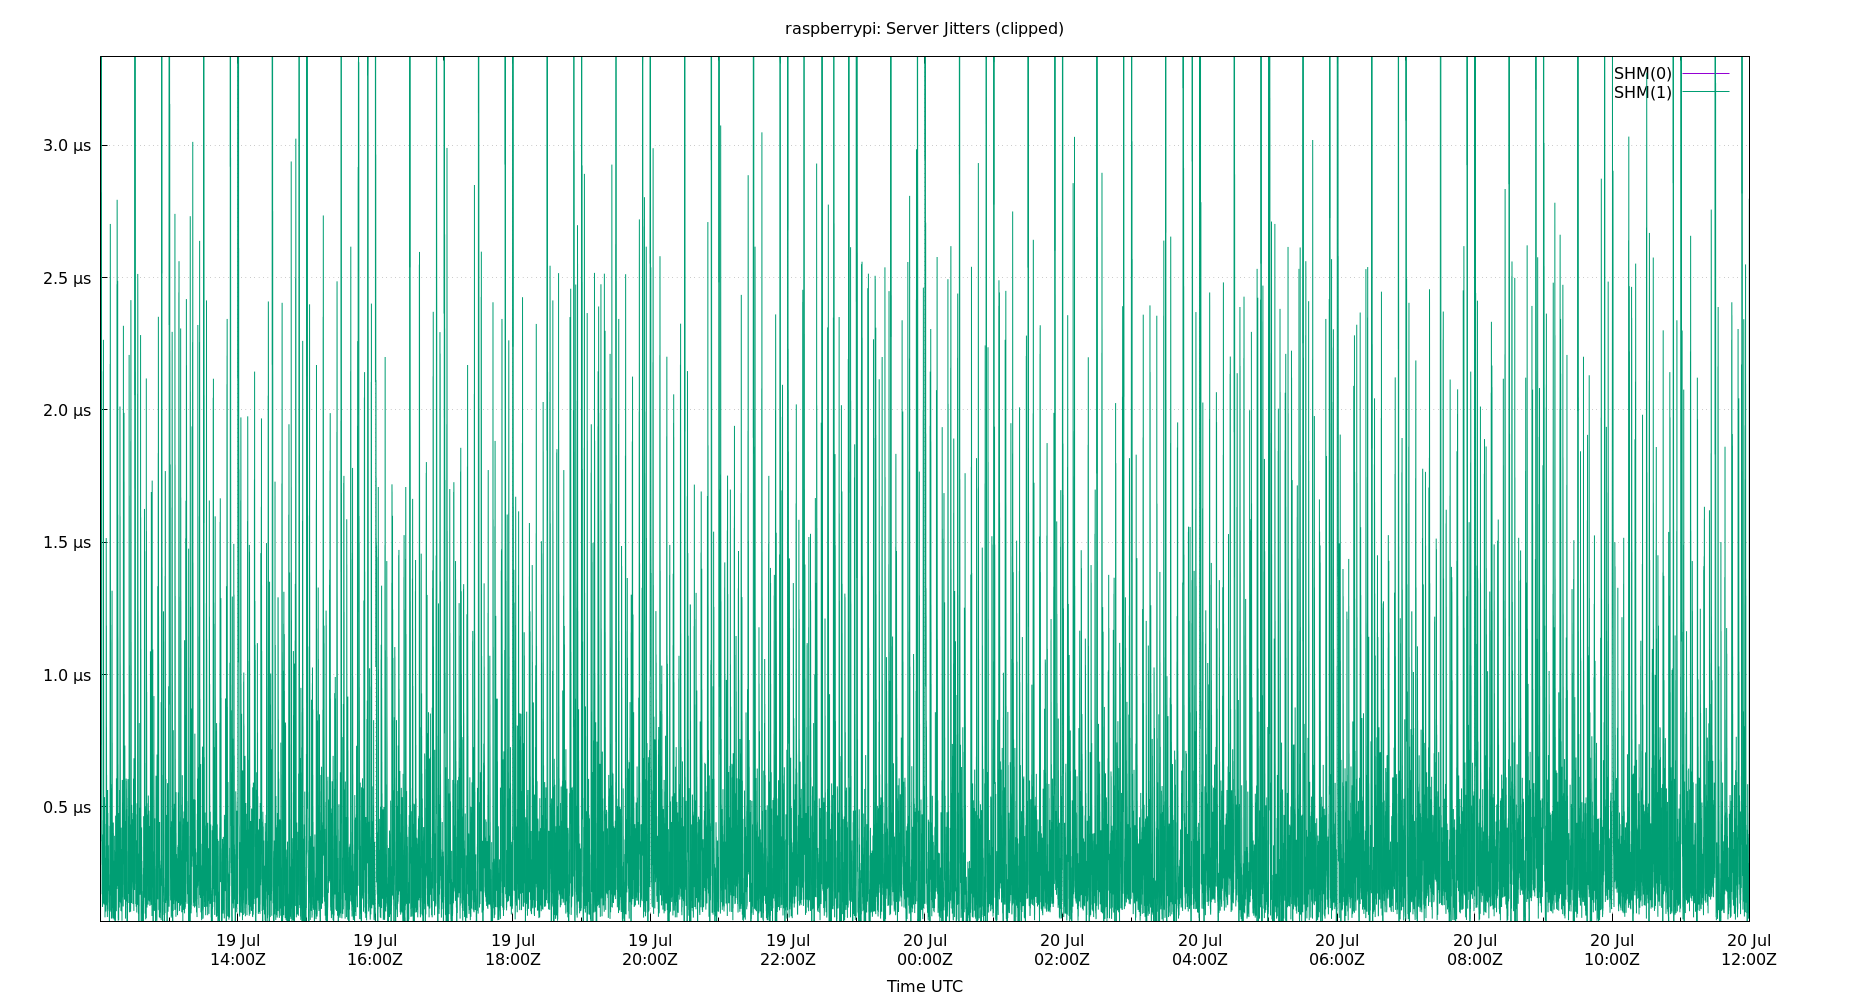 raspberrypi: Server Jitters (clipped)
SHM(0)
SHM(1)
3.0 µs
2.5 µs
2.0 µs
1.5 µs
1.0 µs
0.5 µs
19 Jul 19 Jul 19 Jul 19 Jul 19 Jul 20 Jul 20 Jul 20 Jul 20 Jul 20 Jul 20 Jul 20 Jul
14:00Z 16:00Z 18:00Z 20:00Z 22:00Z 00:00Z 02:00Z 04:00Z 06:00Z 08:00Z 10:00Z 12:00Z
Time UTC